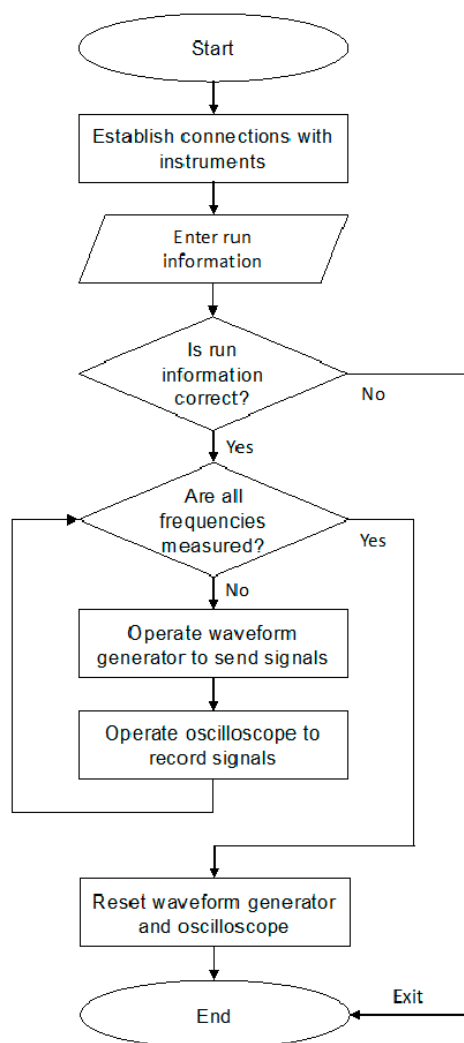 Start
Establish connections with
instruments
Enter run
information
Is run
information
correct?
No
Yes
Are all
frequencies
measured?
Yes
No
Operate waveform
generator to send signals
Operate oscilloscope to
record signals
Reset waveform generator
and oscilloscope
Exit
End